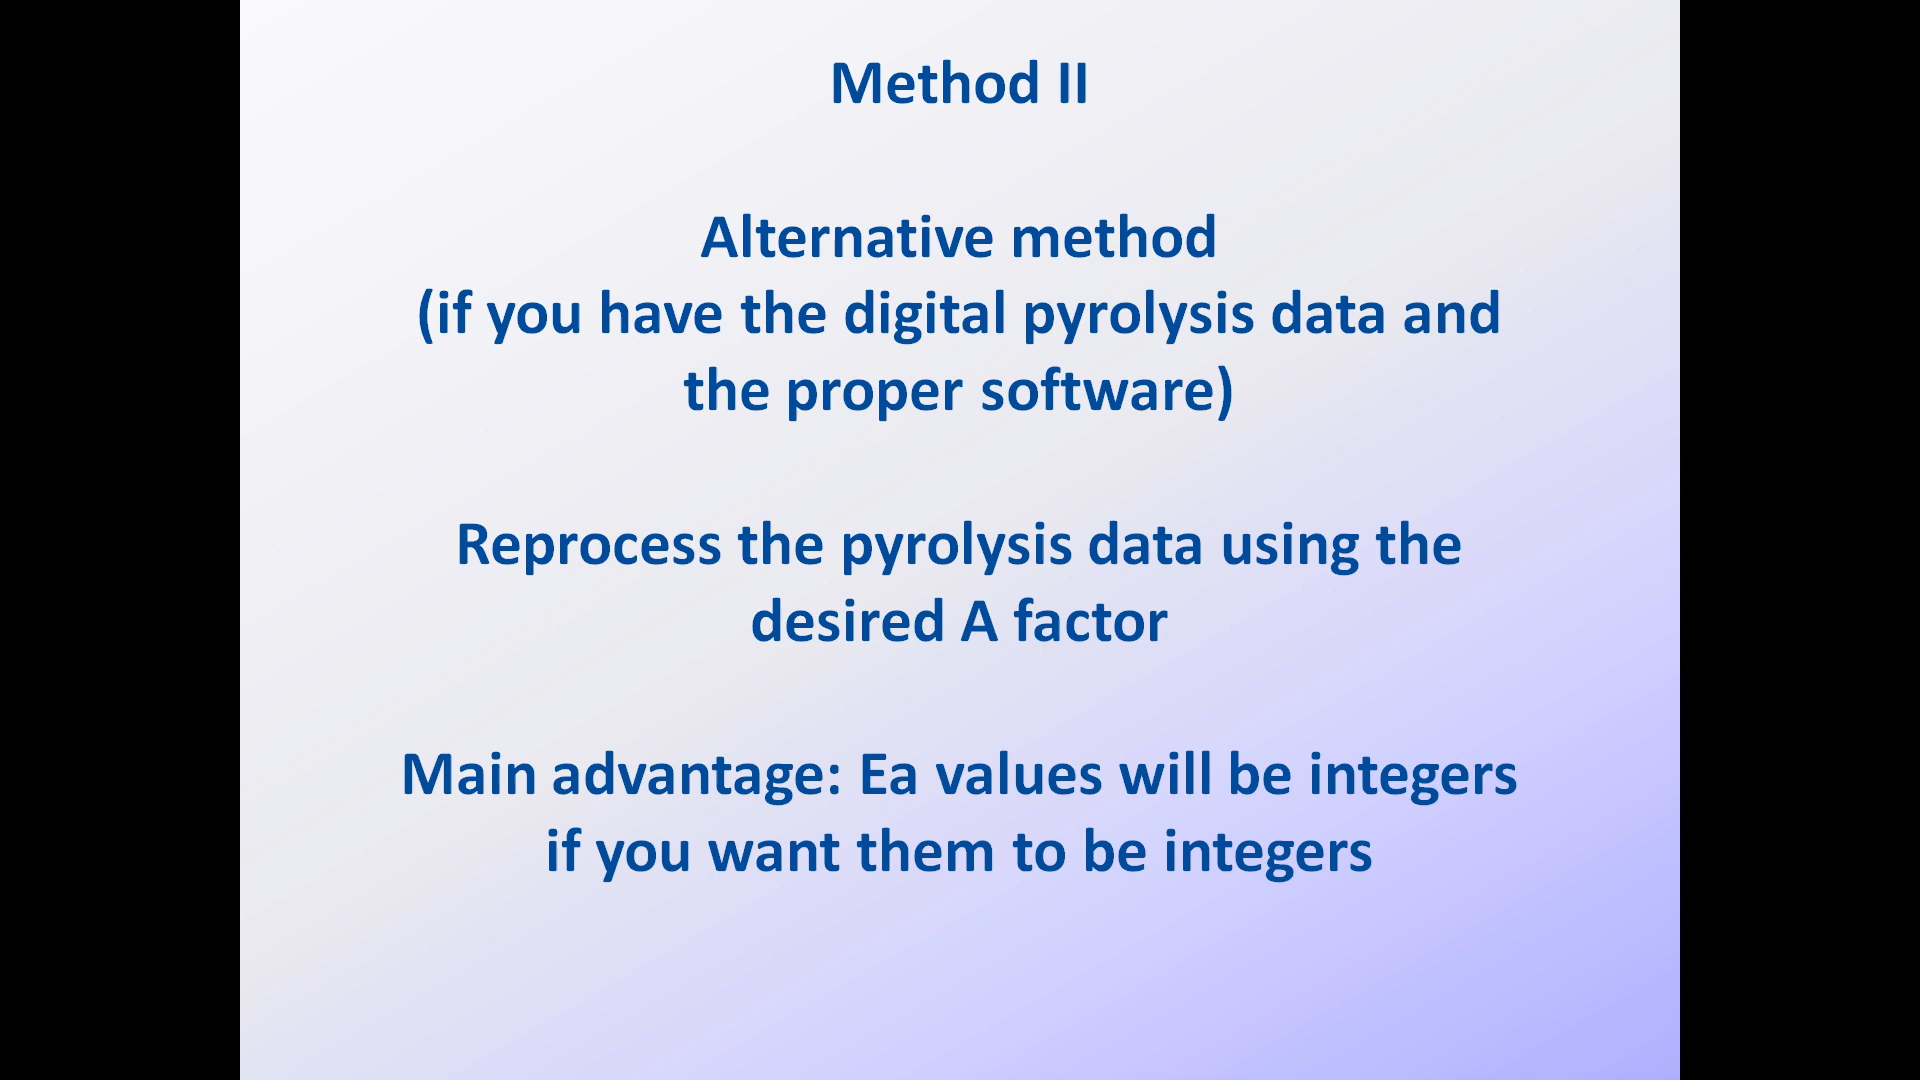 Method II
Alternative method
(if you have the digital pyrolysis data and
the proper software)
Reprocess the pyrolysis data using the
desired A factor
Main advantage: Ea values will be integers
if you want them to be integers